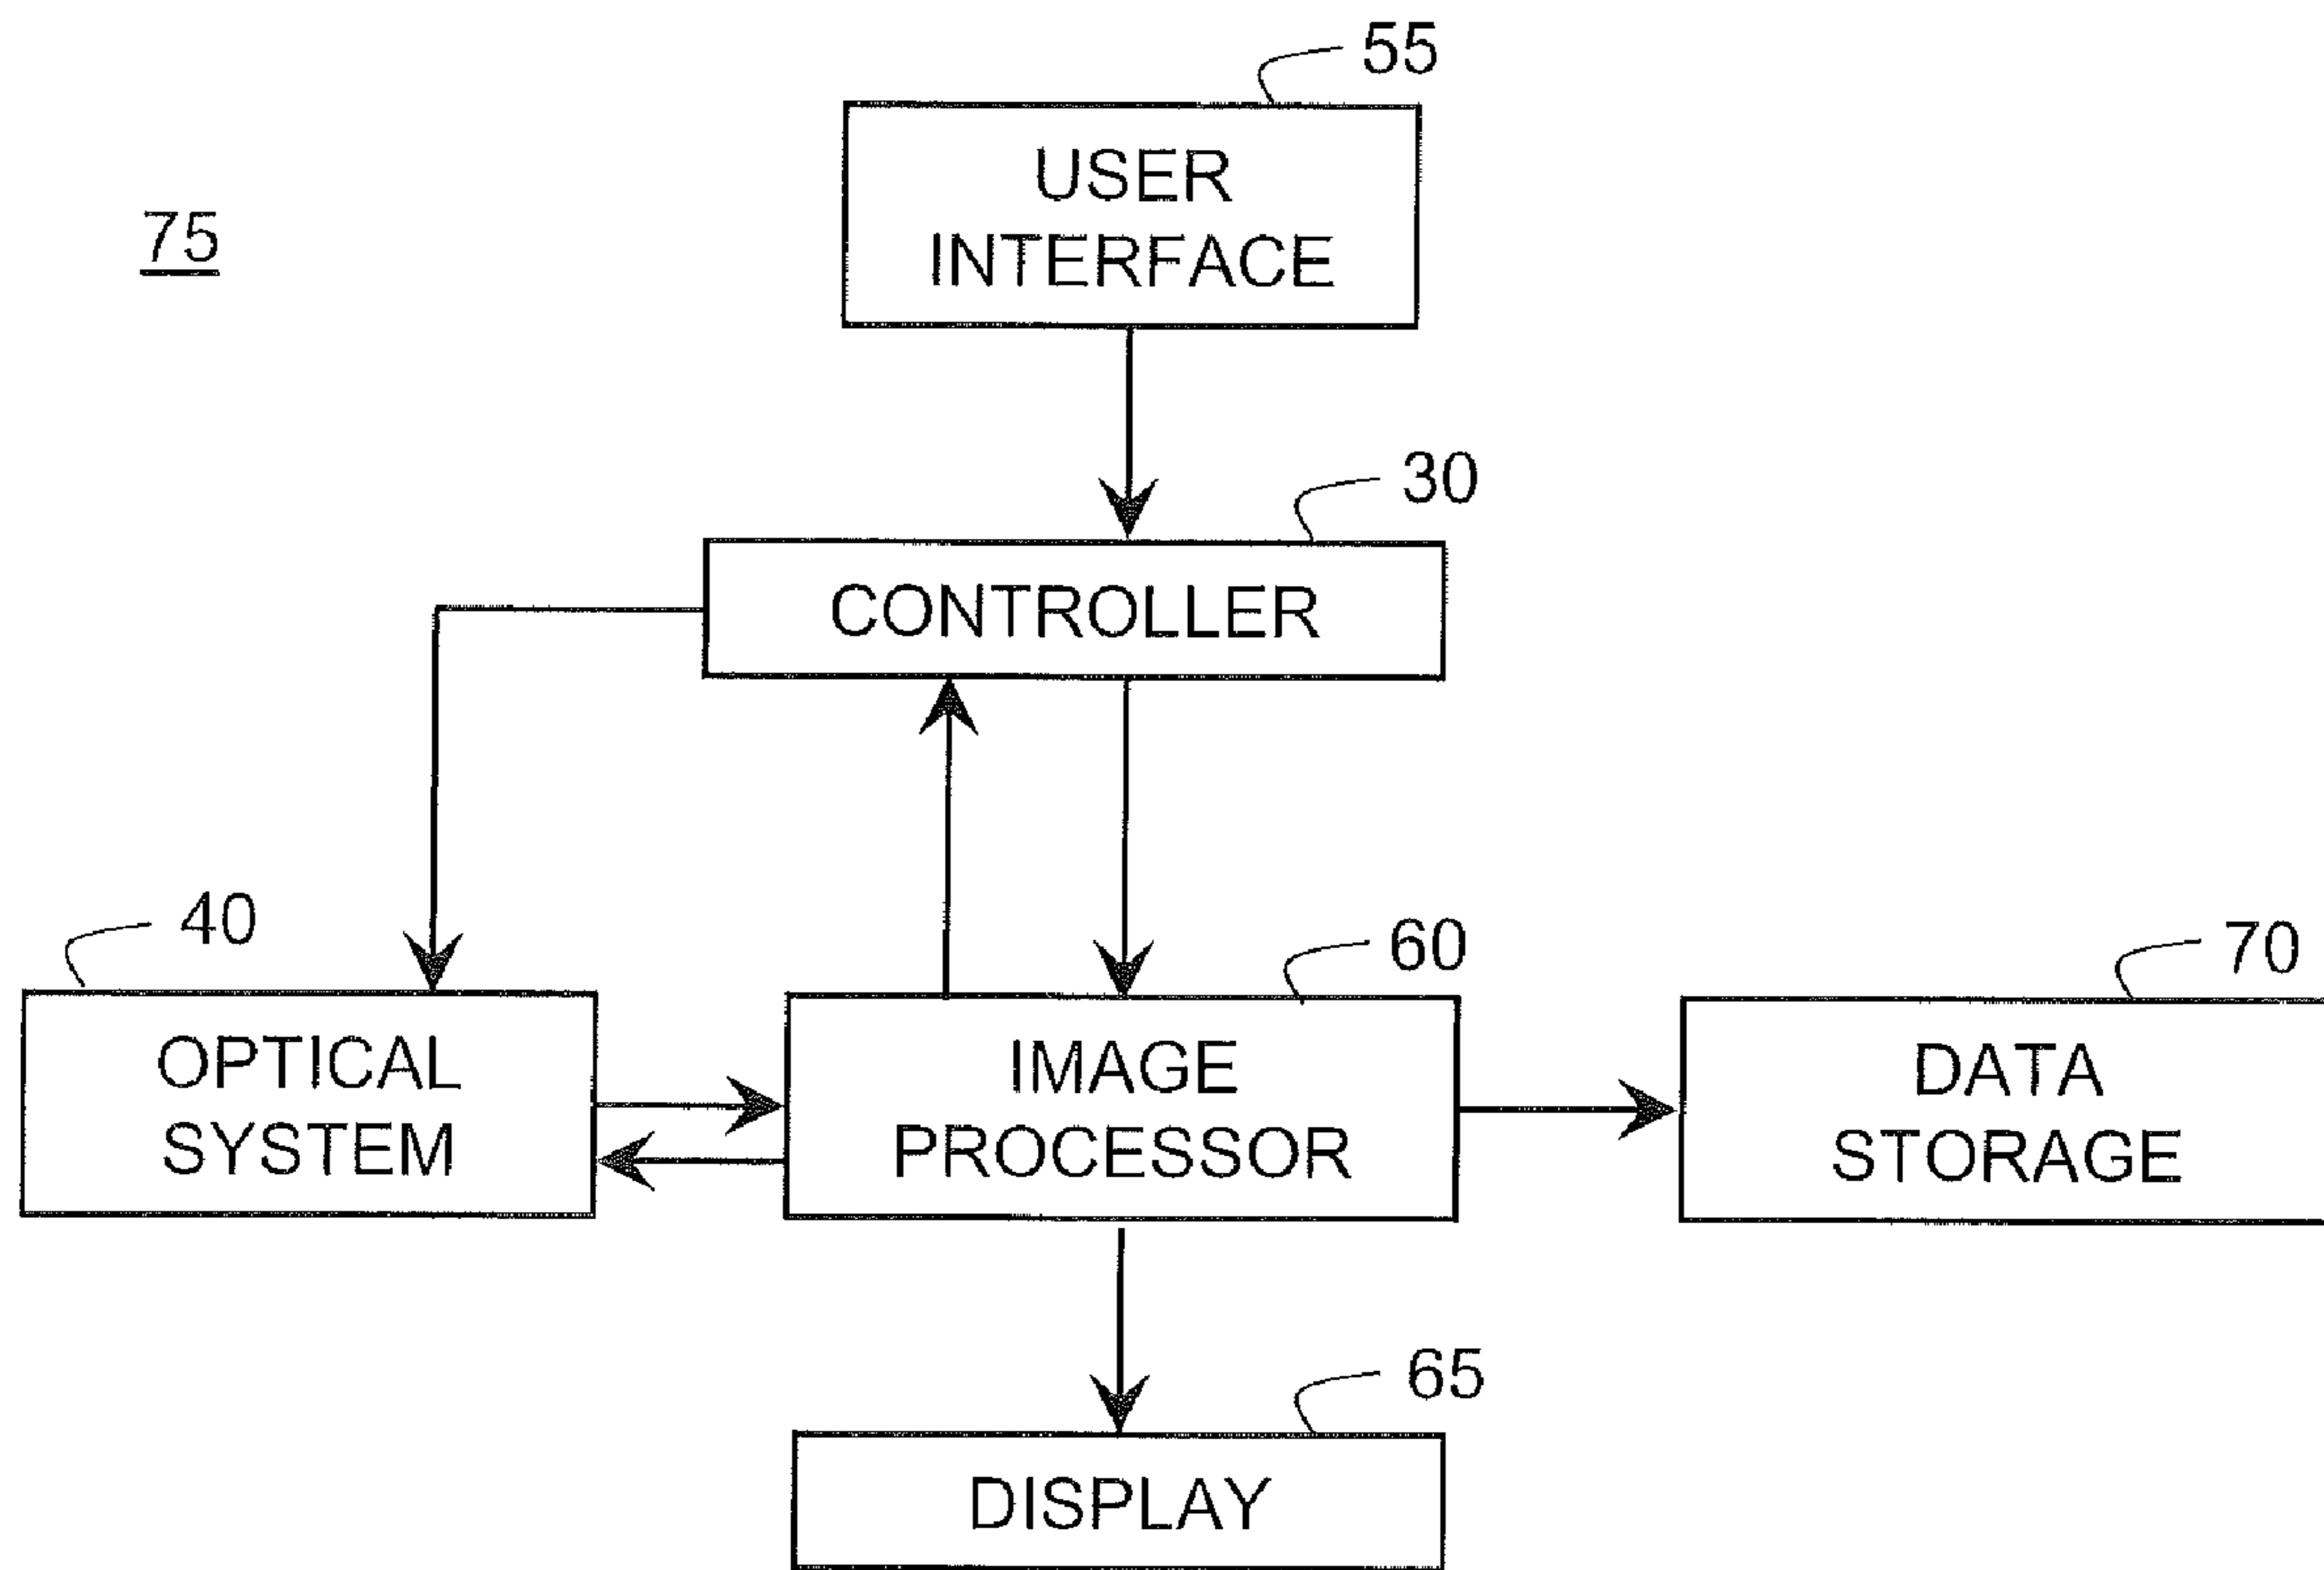 55
USER
INTERFACE
75
30
CONTROLLER
40
60
70
OPTICAL
SYSTEM
IMAGE
PROCESSOR
DATA
STORAGE
65
DISPLAY